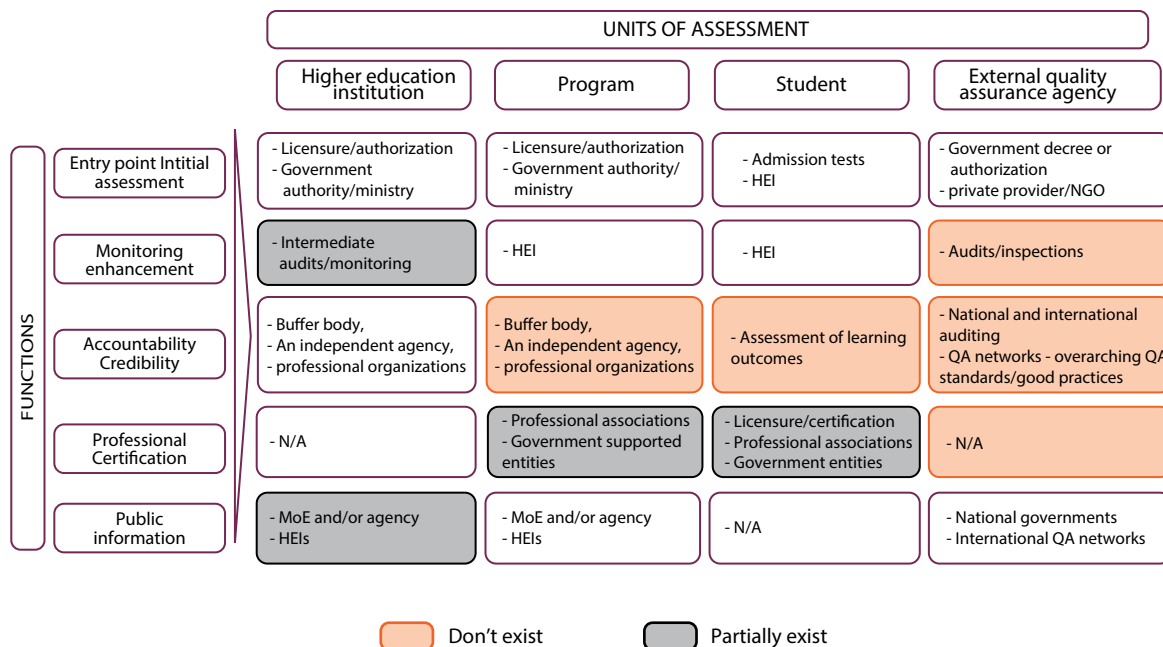 UNITS OF ASSESSMENT
Higher education
institution
Program
Student
External quality
assurance agency
FUNCTIONS
Entry point Intitial
assessment
- Licensure/authorization
- Government
authority/ministry
- Licensure/authorization
- Government authority/
ministry
- Admission tests
- HEI
- Government decree or
authorization
- private provider/NGO
Monitoring
enhancement
- Intermediate
audits/monitoring
- HEI
- HEI
- Audits/inspections
Accountability
Credibility
- Buffer body,
- An independent agency,
- professional organizations
- Buffer body,
- An independent agency,
- professional organizations
- Assessment of learning
outcomes
- National and international
auditing
- QA networks - overarching QA
standards/good practices
Professional
Certification
- N/A
- Professional associations
- Government supported
entities
- Licensure/certification
- Professional associations
- Government entities
- N/A
Public
information
- MoE and/or agency
- HEIs
- MoE and/or agency
- HEIs
- N/A
- National governments
- International QA networks
Don't exist
Partially exist